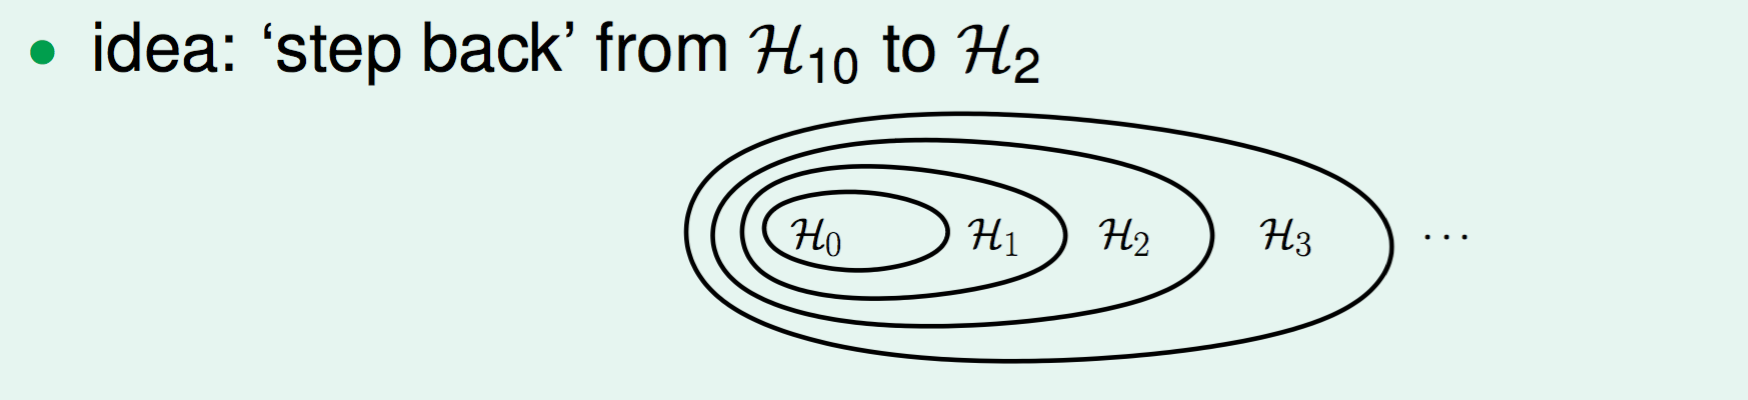 • idea: ‘step back’ from ℋ₁₀ to ℋ₂
ℋ₀ ℋ₁ ℋ₂ ℋ₃ ⋯